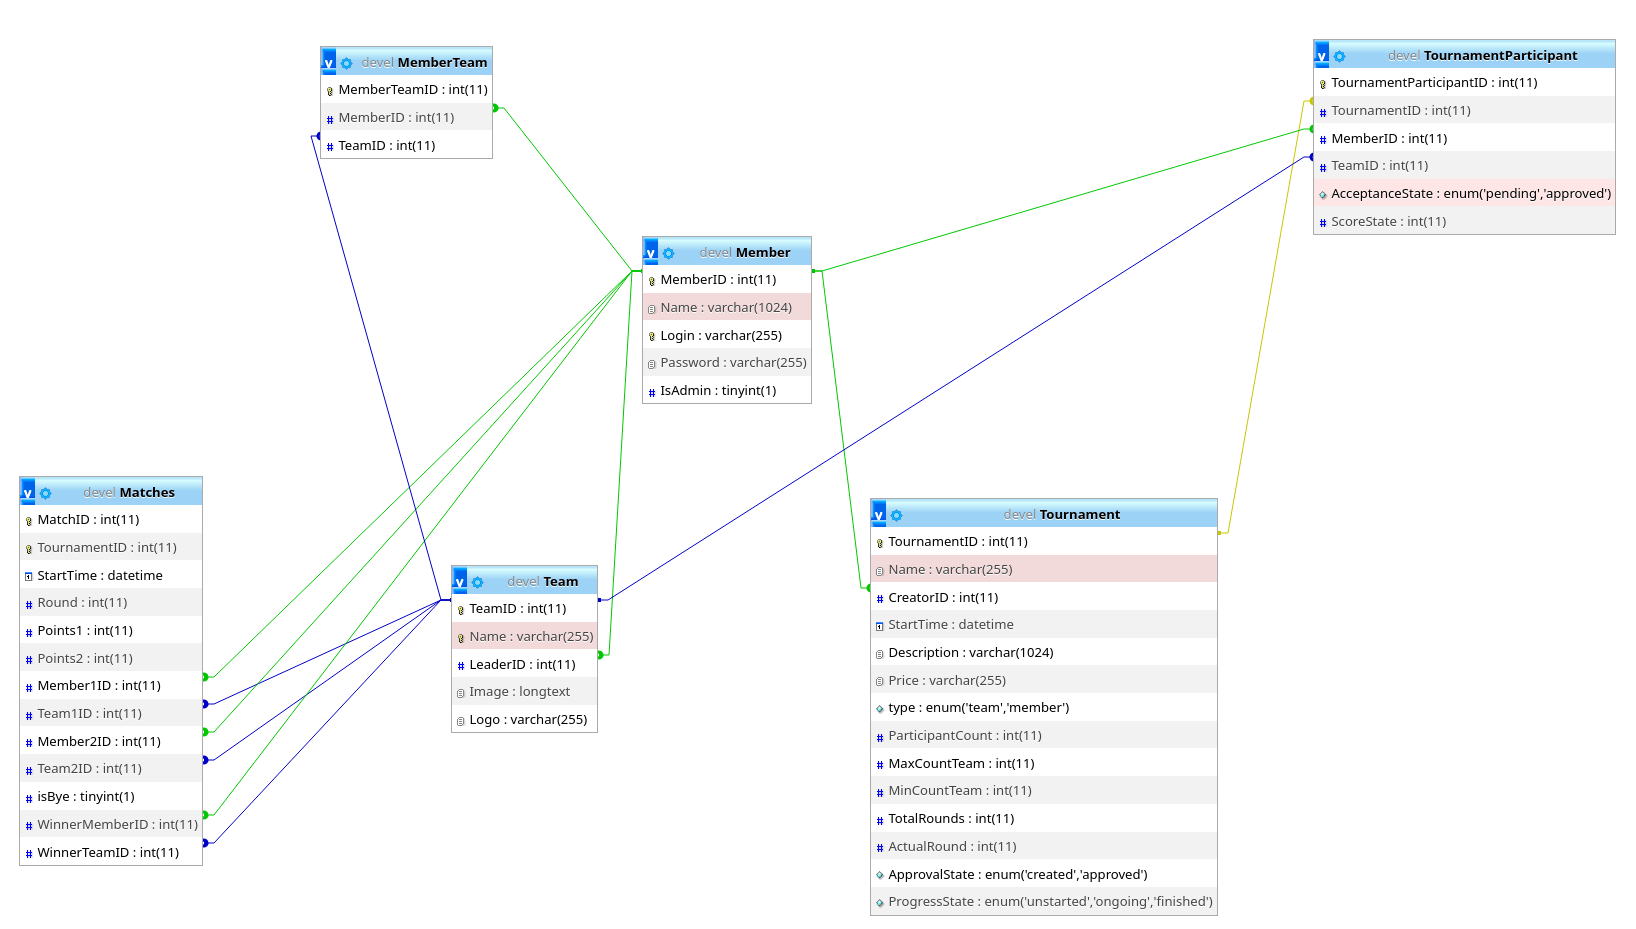 devel MemberTeam
MemberTeamID : int(11)
MemberID : int(11)
TeamID : int(11)
devel TournamentParticipant
TournamentParticipantID : int(11)
TournamentID : int(11)
MemberID : int(11)
TeamID : int(11)
AcceptanceState : enum('pending','approved')
ScoreState : int(11)
devel Member
MemberID : int(11)
Name : varchar(1024)
Login : varchar(255)
Password : varchar(255)
IsAdmin : tinyint(1)
devel Matches
MatchID : int(11)
TournamentID : int(11)
StartTime : datetime
Round : int(11)
Points1 : int(11)
Points2 : int(11)
Member1ID : int(11)
Team1ID : int(11)
Member2ID : int(11)
Team2ID : int(11)
isBye : tinyint(1)
WinnerMemberID : int(11)
WinnerTeamID : int(11)
devel Team
TeamID : int(11)
Name : varchar(255)
LeaderID : int(11)
Image : longtext
Logo : varchar(255)
devel Tournament
TournamentID : int(11)
Name : varchar(255)
CreatorID : int(11)
StartTime : datetime
Description : varchar(1024)
Price : varchar(255)
type : enum('team','member')
ParticipantCount : int(11)
MaxCountTeam : int(11)
MinCountTeam : int(11)
TotalRounds : int(11)
ActualRound : int(11)
ApprovalState : enum('created','approved')
ProgressState : enum('unstarted','ongoing','finished')